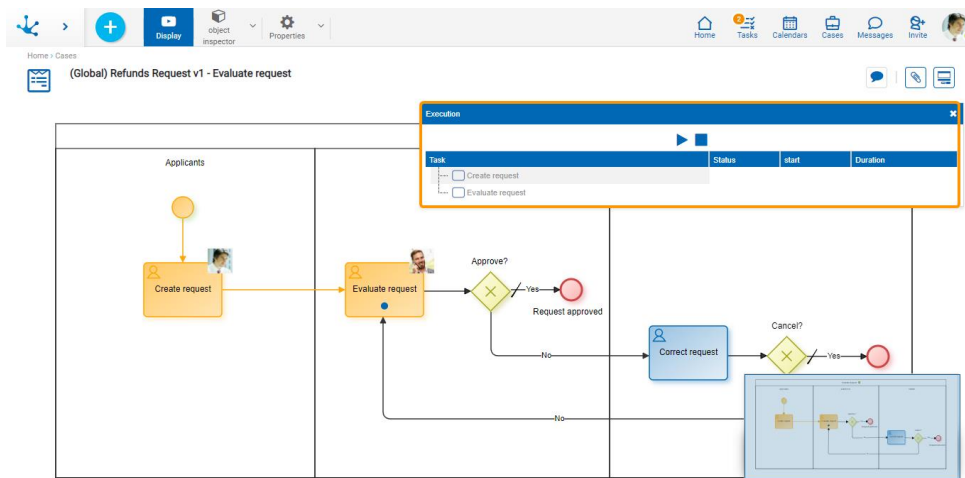 Display
object
inspector
Properties
Home
2
Tasks
Calendars
Cases
Messages
Invite
Home › Cases
(Global) Refunds Request v1 - Evaluate request
Execution
Task
Status
start
Duration
Create request
Evaluate request
Applicants
Create request
Evaluate request
Approve?
Yes
Request approved
No
Correct request
Cancel?
Yes
No